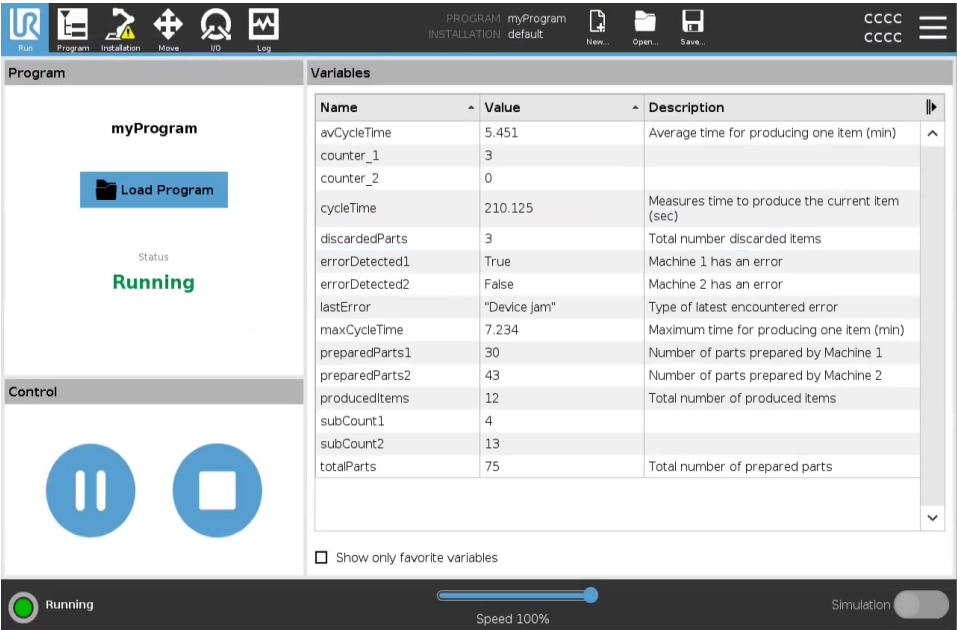 UR
PROGRAM myProgram
INSTALLATION default
CCCC
CCCC
Run Program Installation Move I/O Log New... Open... Save...
Program
myProgram
Load Program
Status
Running
Control
Variables
Name Value Description
avCycleTime 5.451 Average time for producing one item (min)
counter_1 3
counter_2 0
cycleTime 210.125 Measures time to produce the current item
(sec)
discardedParts 3 Total number discarded items
errorDetected1 True Machine 1 has an error
errorDetected2 False Machine 2 has an error
lastError "Device jam" Type of latest encountered error
maxCycleTime 7.234 Maximum time for producing one item (min)
preparedParts1 30 Number of parts prepared by Machine 1
preparedParts2 43 Number of parts prepared by Machine 2
producedItems 12 Total number of produced items
subCount1 4
subCount2 13
totalParts 75 Total number of prepared parts
Show only favorite variables
Running
Speed 100%
Simulation